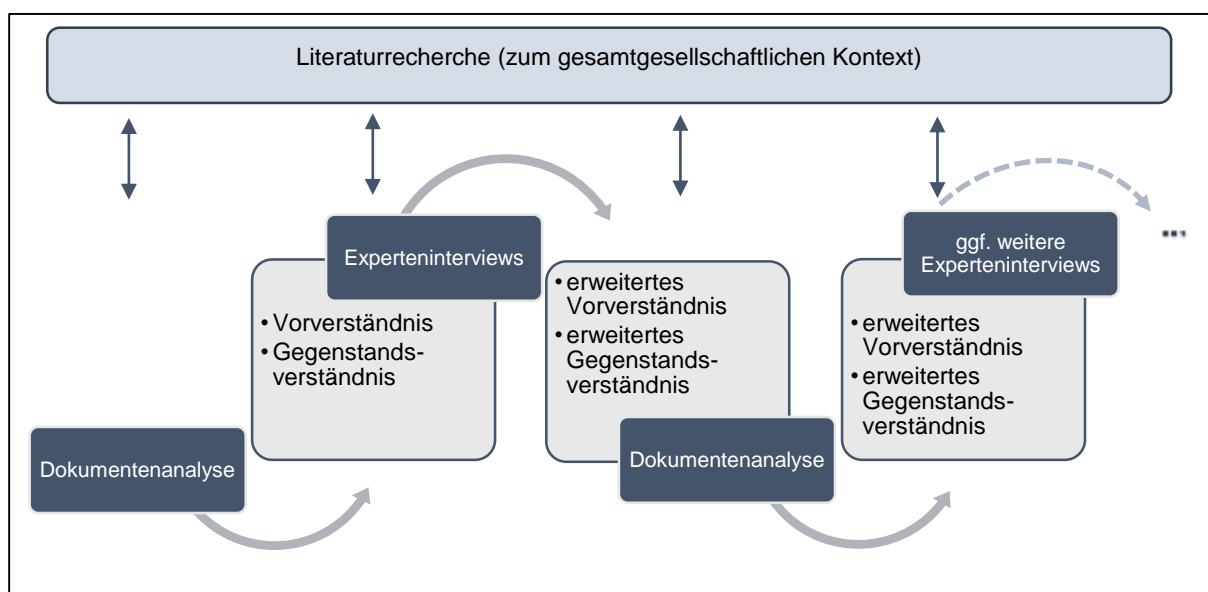 Literaturrecherche (zum gesamtgesellschaftlichen Kontext)
Dokumentenanalyse
Experteninterviews
• Vorverständnis
• Gegenstands-
verständnis
• erweitertes
Vorverständnis
• erweitertes
Gegenstands-
verständnis
Dokumentenanalyse
ggf. weitere
Experteninterviews
• erweitertes
Vorverständnis
• erweitertes
Gegenstands-
verständnis
...